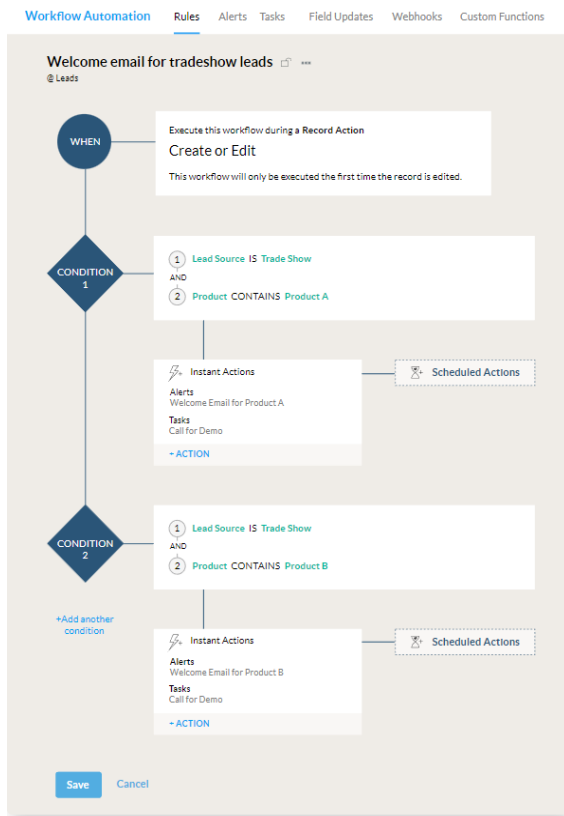 Workflow Automation Rules Alerts Tasks Field Updates Webhooks Custom Functions
Welcome email for tradeshow leads
@ Leads
WHEN
Execute this workflow during a Record Action
Create or Edit
This workflow will only be executed the first time the record is edited.
CONDITION
1
1 Lead Source IS Trade Show
AND
2 Product CONTAINS Product A
Instant Actions
Alerts
Welcome Email for Product A
Tasks
Call for Demo
+ ACTION
Scheduled Actions
CONDITION
2
1 Lead Source IS Trade Show
AND
2 Product CONTAINS Product B
+Add another
condition
Instant Actions
Alerts
Welcome Email for Product B
Tasks
Call for Demo
+ ACTION
Scheduled Actions
Save Cancel